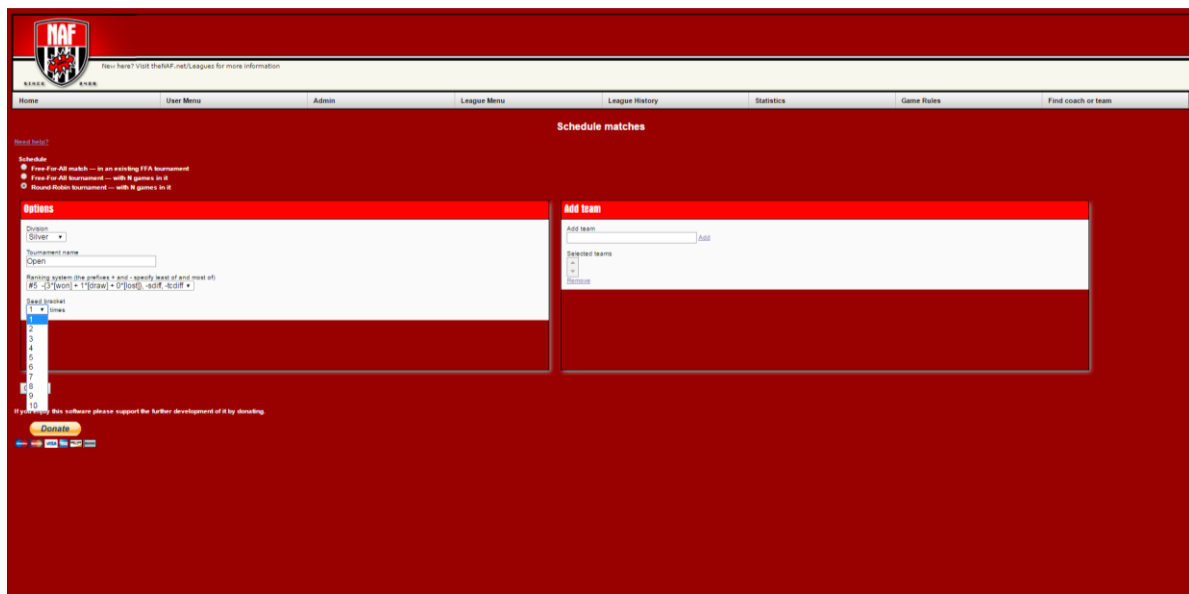 NAF
SINCE
New here? Visit theNAF.net/Leagues for more information
Home User Menu Admin League Menu League History Statistics Game Rules Find coach or team
Schedule matches
Need help?
Schedule
Free-For-All match — in an existing FFA tournament
Free-For-All tournament — with N games in it
Round-Robin tournament — with N games in it
Options
Division
Silver
Tournament name
Open
Ranking system (the prefixes + and - specify least of and most of)
#5 -{3*[won] + 1*[draw] + 0*[lost]}, -sdiff, -tcdiff
Seed bracket
1 times
1
2
3
4
5
6
7
8
9
10
Add team
Add team
Add
Selected teams
Remove
If you enjoy this software please support the further development of it by donating.
Donate
VISA